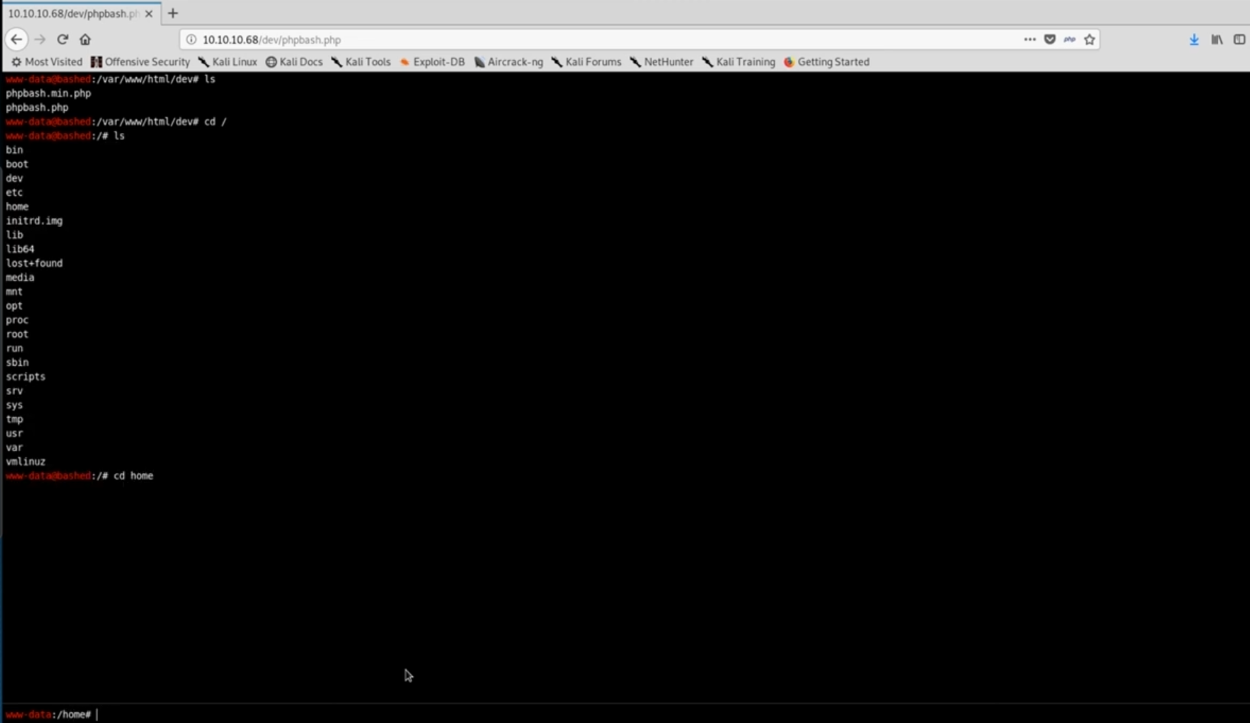 10.10.10.68/dev/phpbash.ph
10.10.10.68/dev/phpbash.php
php
Most Visited Offensive Security Kali Linux Kali Docs Kali Tools Exploit-DB Aircrack-ng Kali Forums NetHunter Kali Training Getting Started
www-data@bashed:/var/www/html/dev# ls
phpbash.min.php
phpbash.php
www-data@bashed:/var/www/html/dev# cd /
www-data@bashed:/# ls
bin
boot
dev
etc
home
initrd.img
lib
lib64
lost+found
media
mnt
opt
proc
root
run
sbin
scripts
srv
sys
tmp
usr
var
vmlinuz
www-data@bashed:/# cd home
www-data:/home#